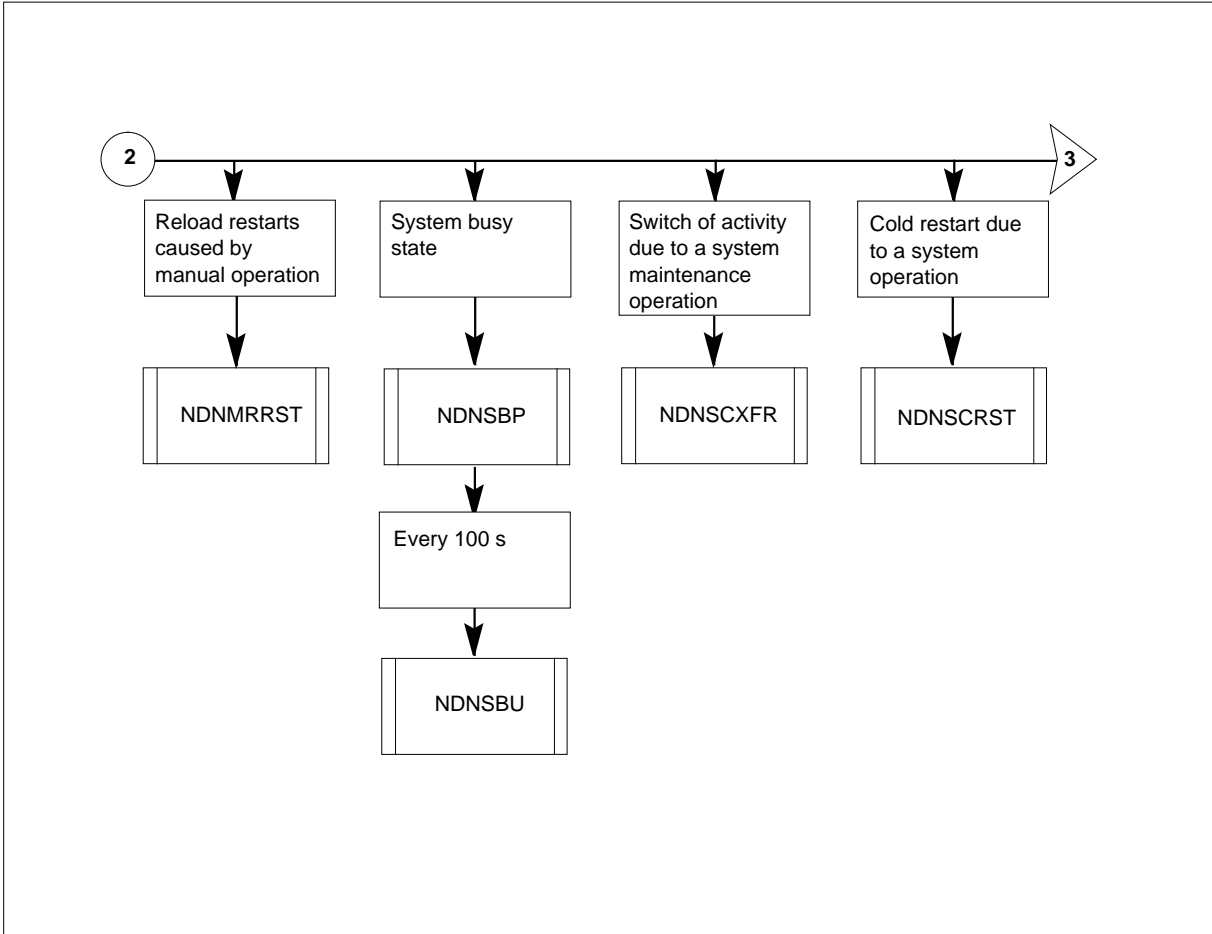 2
3
Reload restarts
caused by
manual operation
System busy
state
Switch of activity
due to a system
maintenance
operation
Cold restart due
to a system
operation
NDNMRRST
NDNSBP
NDNSCXFR
NDNSCRST
Every 100 s
NDNSBU